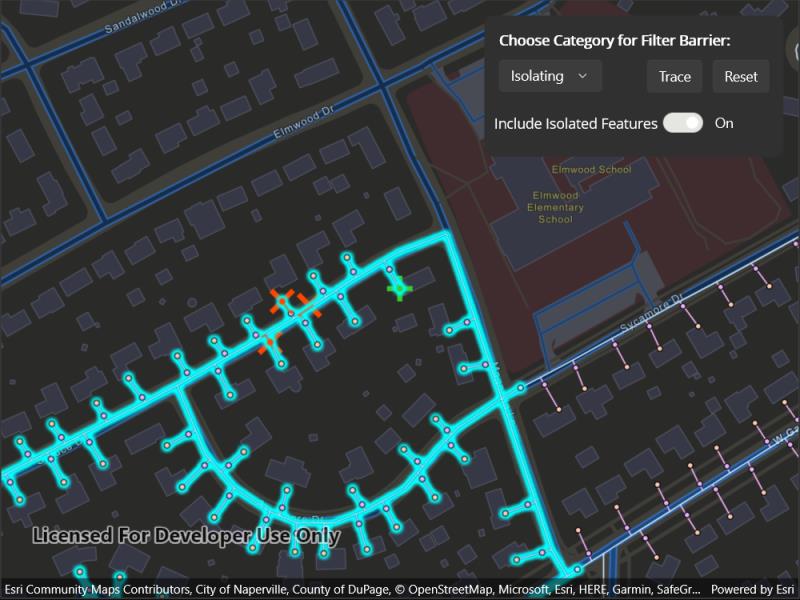 Sandalwood Dr
Choose Category for Filter Barrier:
Isolating
Trace
Reset
Elmwood Dr
Include Isolated Features
On
Elmwood School
Elmwood
Elementary
School
Sycamore Dr
Licensed For Developer Use Only
Esri Community Maps Contributors, City of Naperville, County of DuPage, © OpenStreetMap, Microsoft, Esri, HERE, Garmin, SafeGr...
Powered by Esri